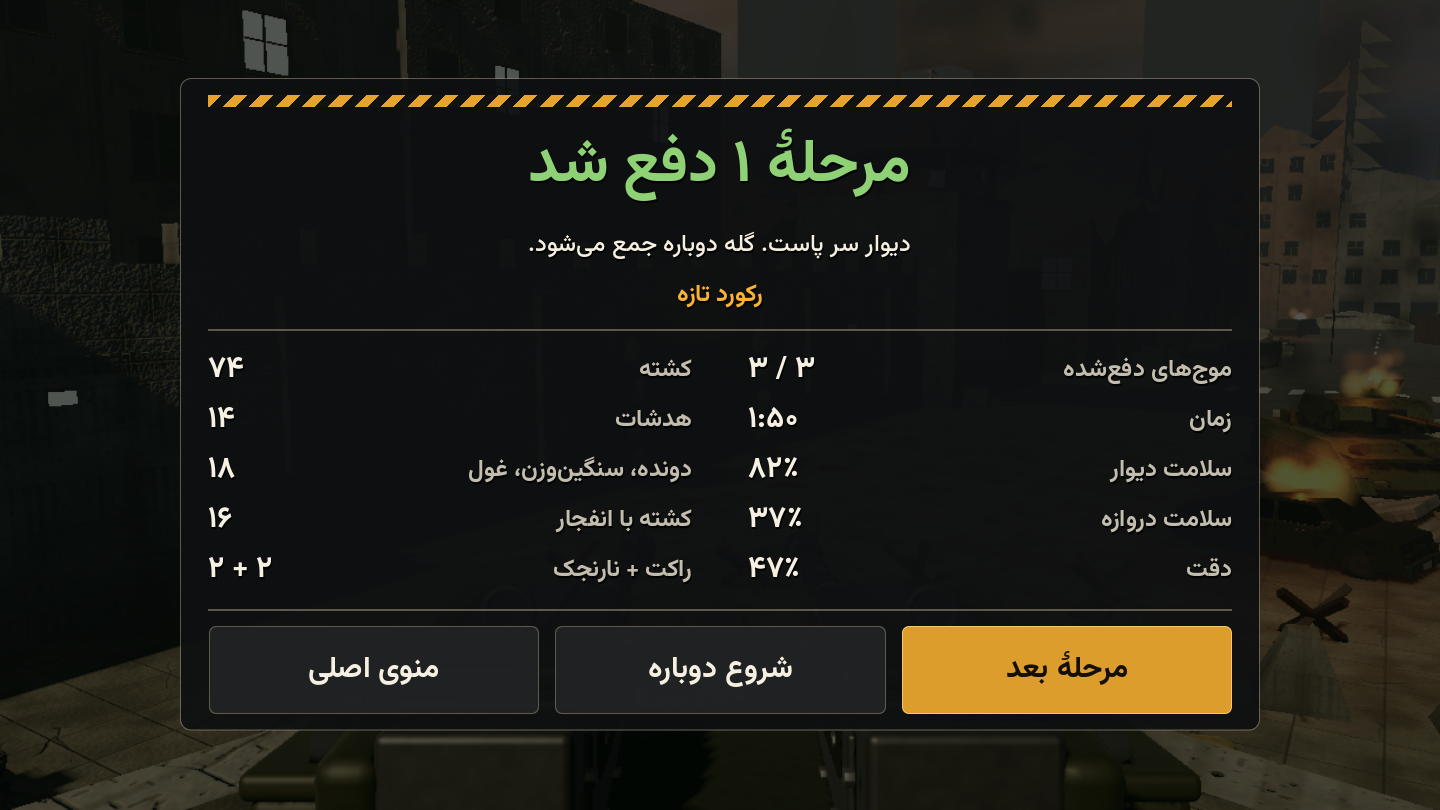 مرحلهٔ ۱ دفع شد
دیوار سر پاست. گله دوباره جمع می‌شود.
رکورد تازه
موج‌های دفع‌شده ۳ / ۳ کشته ۷۴
زمان ۱:۵۰ هدشات ۱۴
سلامت دیوار ۸۲٪ دونده، سنگین‌وزن، غول ۱۸
سلامت دروازه ۳۷٪ کشته با انفجار ۱۶
دقت ۴۷٪ راکت + نارنجک ۲ + ۲
مرحلهٔ بعد شروع دوباره منوی اصلی